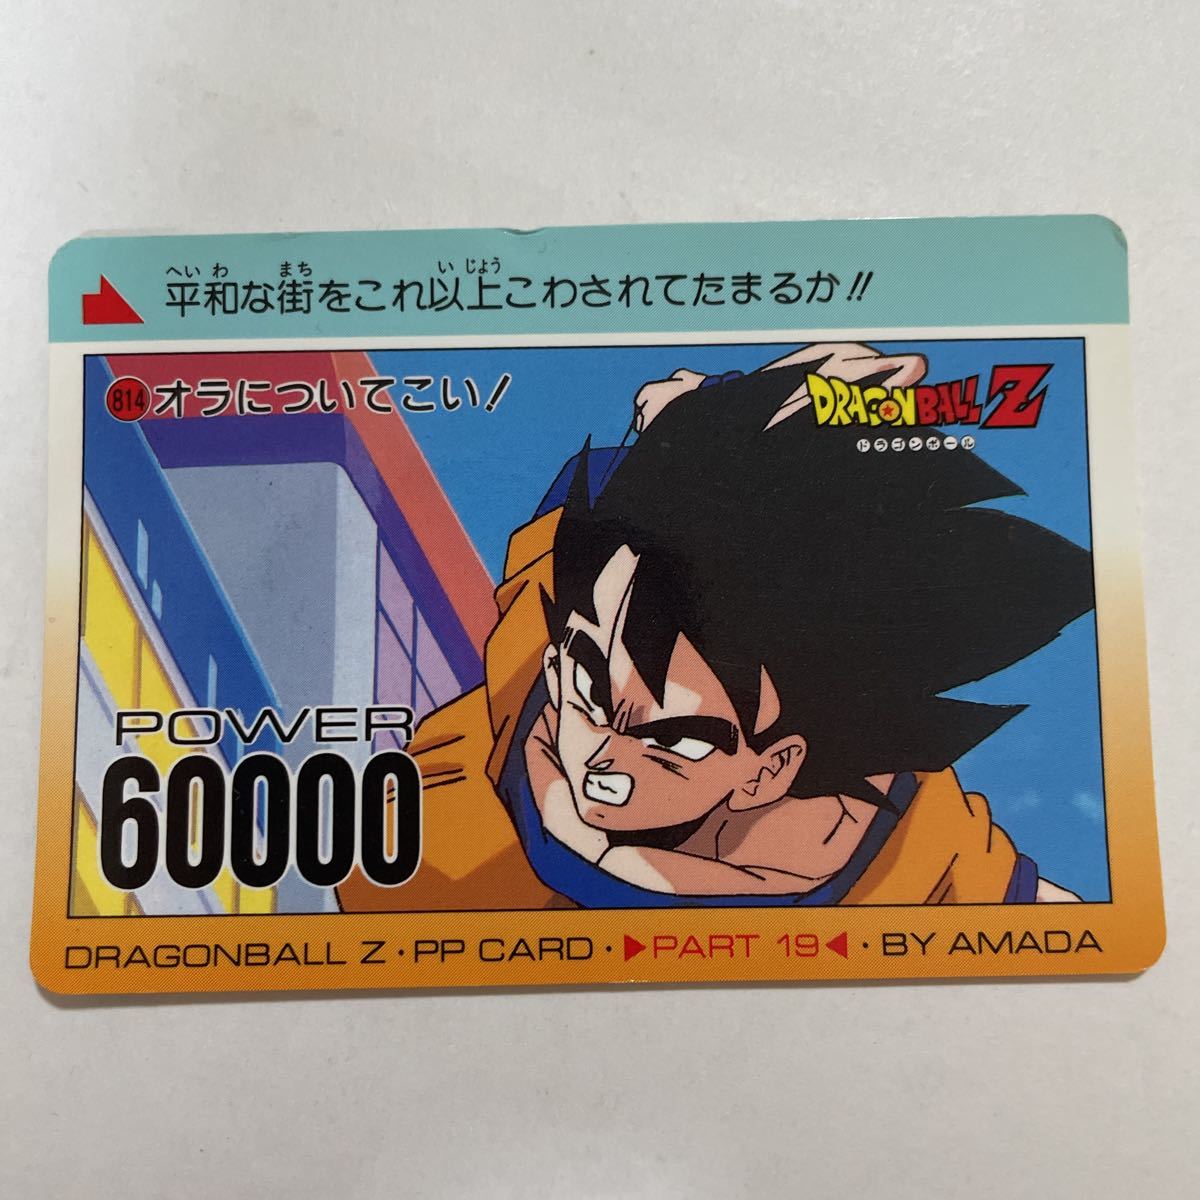 へいわ まち いじょう
平和な街をこれ以上こわされてたまるか!!
814 オラについてこい!
DRAGON BALL Z
ドラゴンボール
POWER
60000
DRAGONBALL Z・PP CARD・▶PART 19◀・BY AMADA